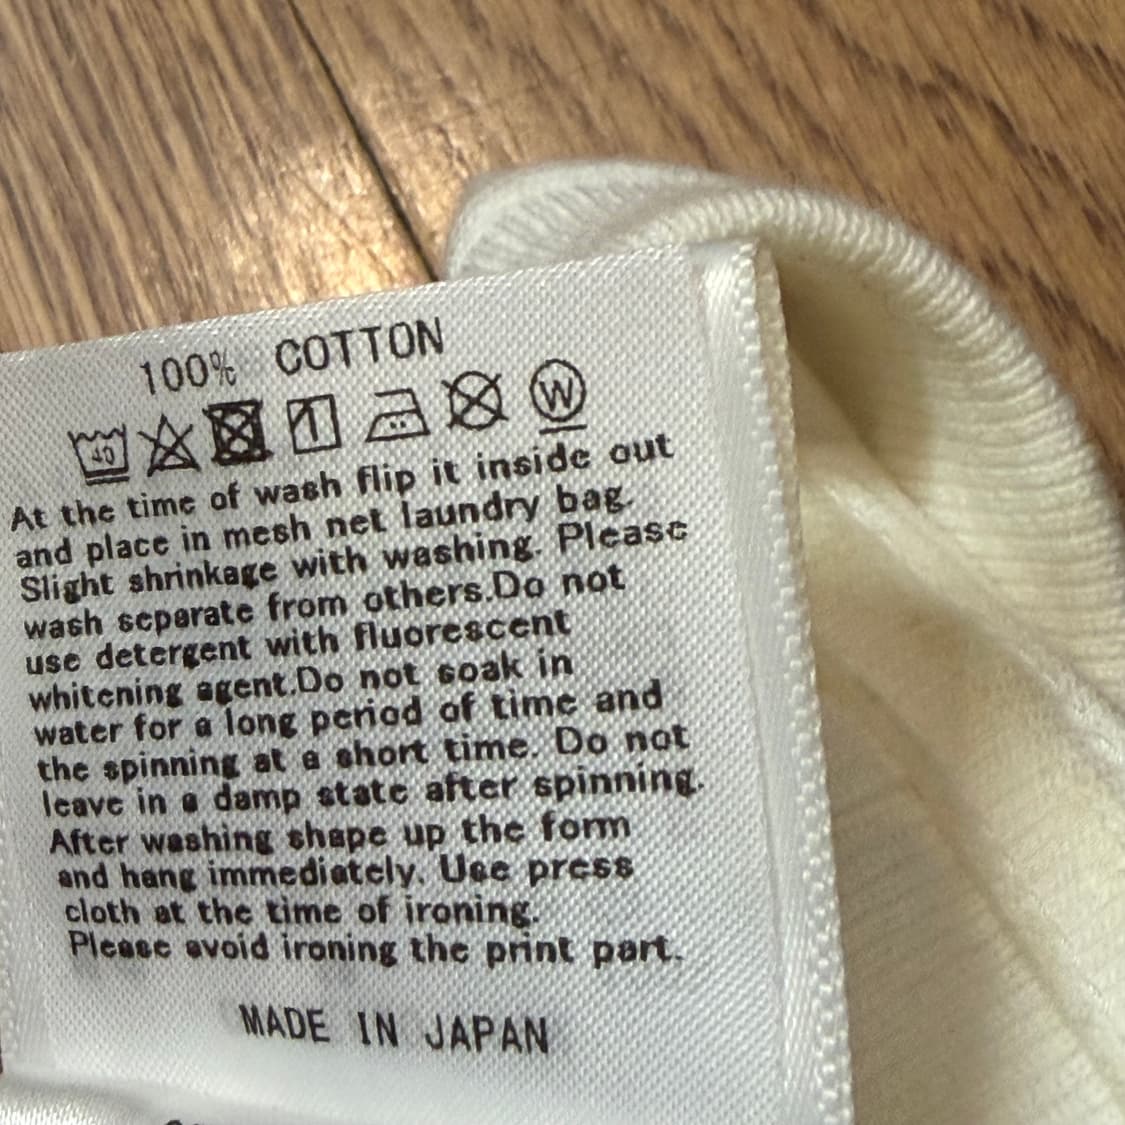 100% COTTON
40 W
At the time of wash flip it inside out
and place in mesh net laundry bag.
Slight shrinkage with washing. Please
wash separate from others.Do not
use detergent with fluorescent
whitening agent.Do not soak in
water for a long period of time and
the spinning at a short time. Do not
leave in a damp state after spinning.
After washing shape up the form
and hang immediately. Use press
cloth at the time of ironing.
Please avoid ironing the print part.
MADE IN JAPAN